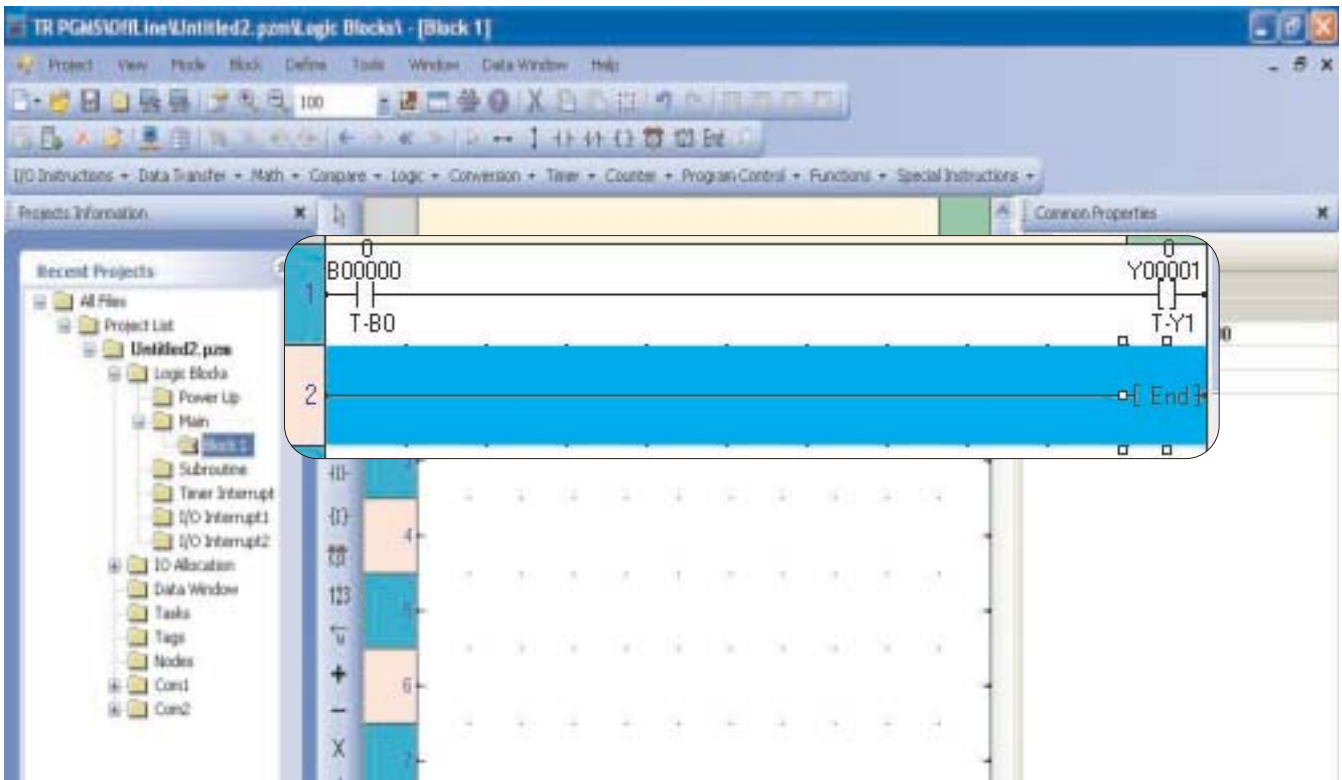 TR PGMS\OffLine\Untitled2.pzm\Logic Blocks\ - [Block 1]
Project View Mode Block Define Tools Window Data Window Help
100
End
I/O Instructions Data Transfer Math Compare Logic Conversion Timer Counter Program Control Functions Special Instructions
Projects Information
Common Properties
Recent Projects
All Files
Project List
Untitled2.pzm
Logic Blocks
Power Up
Main
Block 1
Subroutine
Timer Interrupt
I/O Interrupt1
I/O Interrupt2
IO Allocation
Data Window
Tasks
Tags
Nodes
Com1
Com2
0 0
B00000 Y00001
1
T-B0 T-Y1
2 [ End ]
4
123
5
6
7